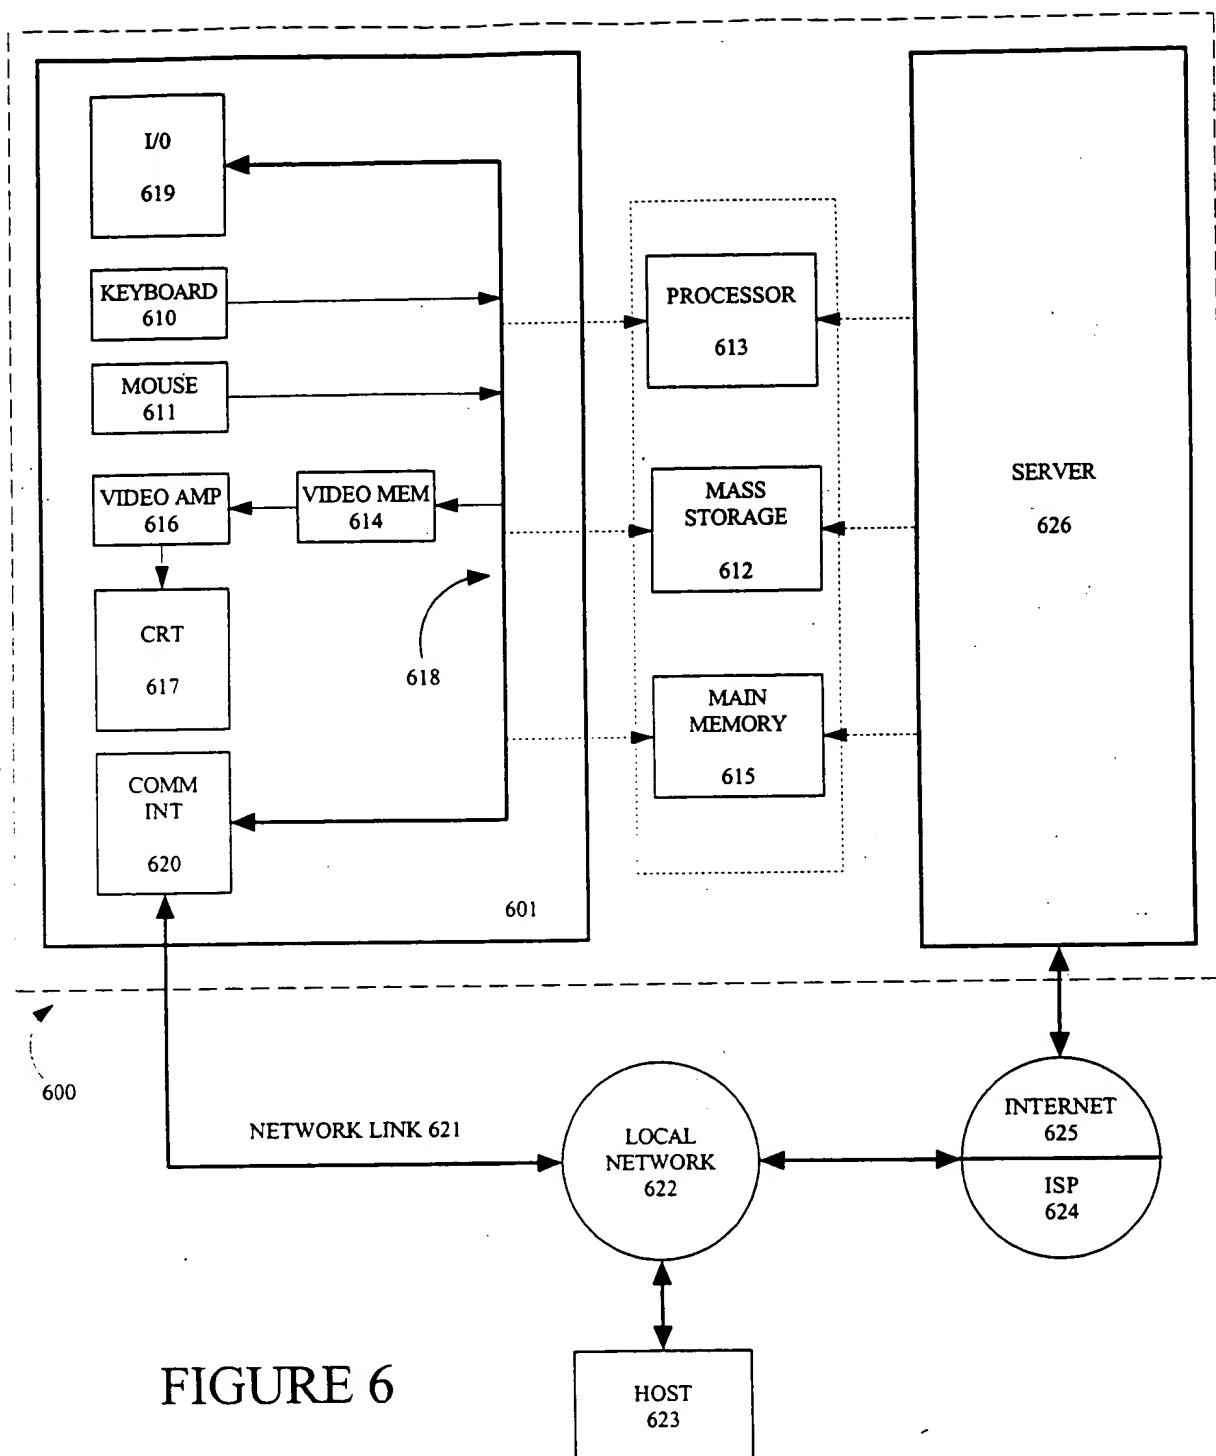 I/0
619
KEYBOARD
610
MOUSE
611
VIDEO AMP
616
VIDEO MEM
614
CRT
617
618
COMM
INT
620
601
PROCESSOR
613
MASS
STORAGE
612
MAIN
MEMORY
615
SERVER
626
600
NETWORK LINK 621
LOCAL
NETWORK
622
INTERNET
625
ISP
624
HOST
623
FIGURE 6